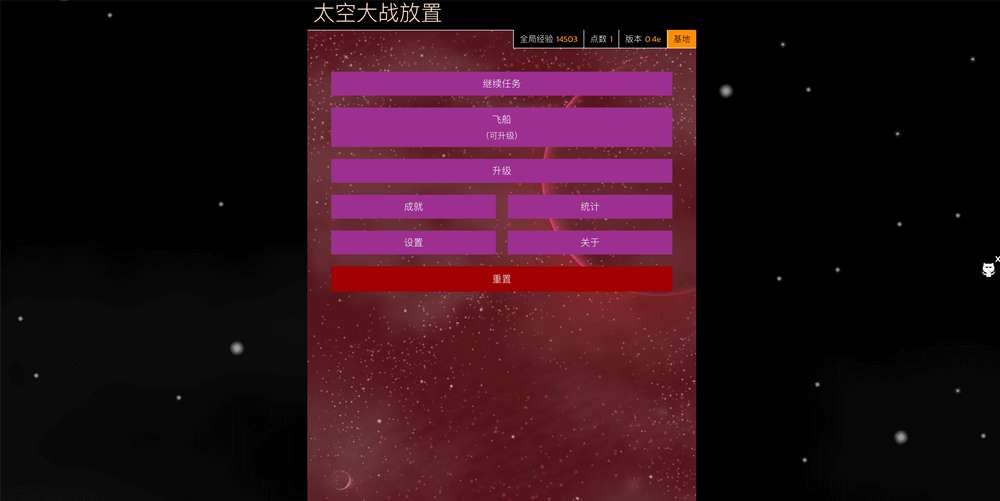 太空大战放置
全局经验 14503 点数 1 版本 0.4e 基地
继续任务
飞船
（可升级）
升级
成就 统计
设置 关于
重置
x